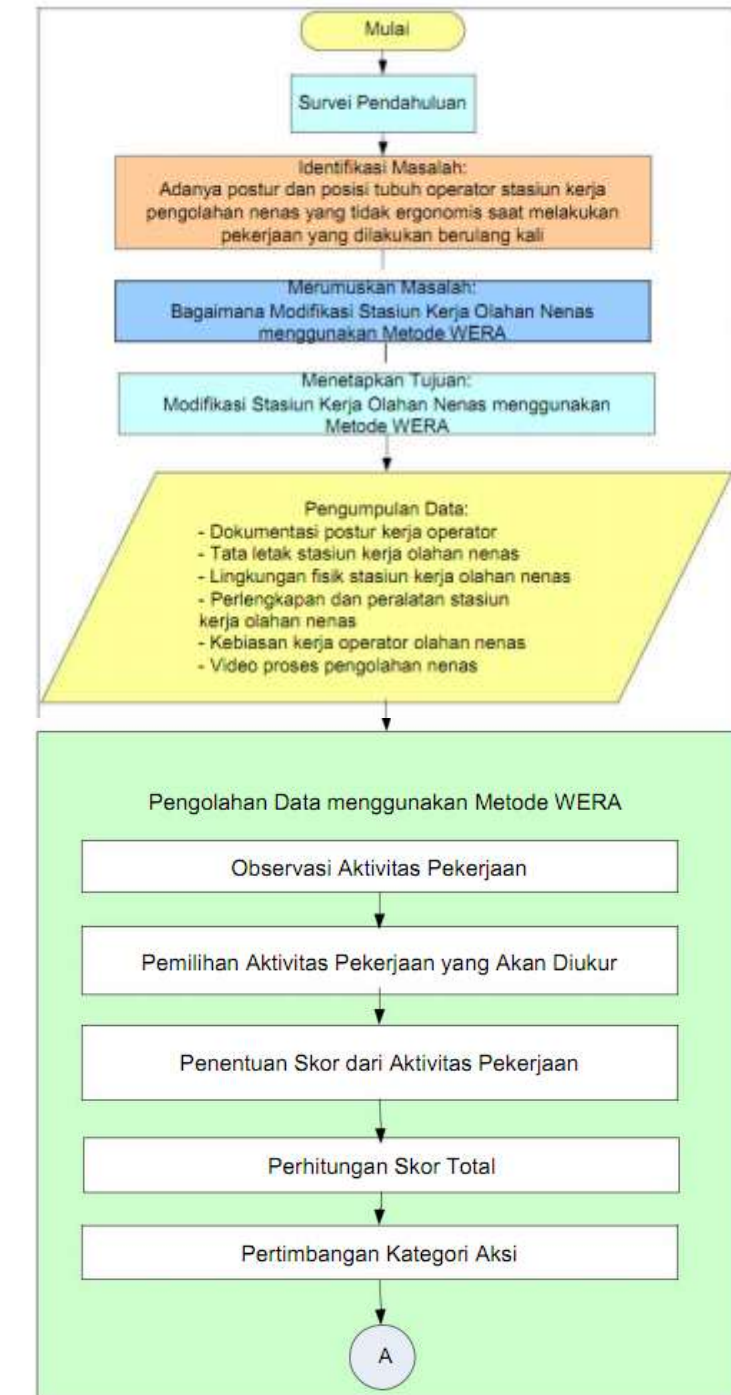 Mulai
Survei Pendahuluan
Identifikasi Masalah:
Adanya postur dan posisi tubuh operator stasiun kerja
pengolahan nenas yang tidak ergonomis saat melakukan
pekerjaan yang dilakukan berulang kali
Merumuskan Masalah:
Bagaimana Modifikasi Stasiun Kerja Olahan Nenas
menggunakan Metode WERA
Menetapkan Tujuan:
Modifikasi Stasiun Kerja Olahan Nenas menggunakan
Metode WERA
Pengumpulan Data:
- Dokumentasi postur kerja operator
- Tata letak stasiun kerja olahan nenas
- Lingkungan fisik stasiun kerja olahan nenas
- Perlengkapan dan peralatan stasiun
kerja olahan nenas
- Kebiasan kerja operator olahan nenas
- Video proses pengolahan nenas
Pengolahan Data menggunakan Metode WERA
Observasi Aktivitas Pekerjaan
Pemilihan Aktivitas Pekerjaan yang Akan Diukur
Penentuan Skor dari Aktivitas Pekerjaan
Perhitungan Skor Total
Pertimbangan Kategori Aksi
A